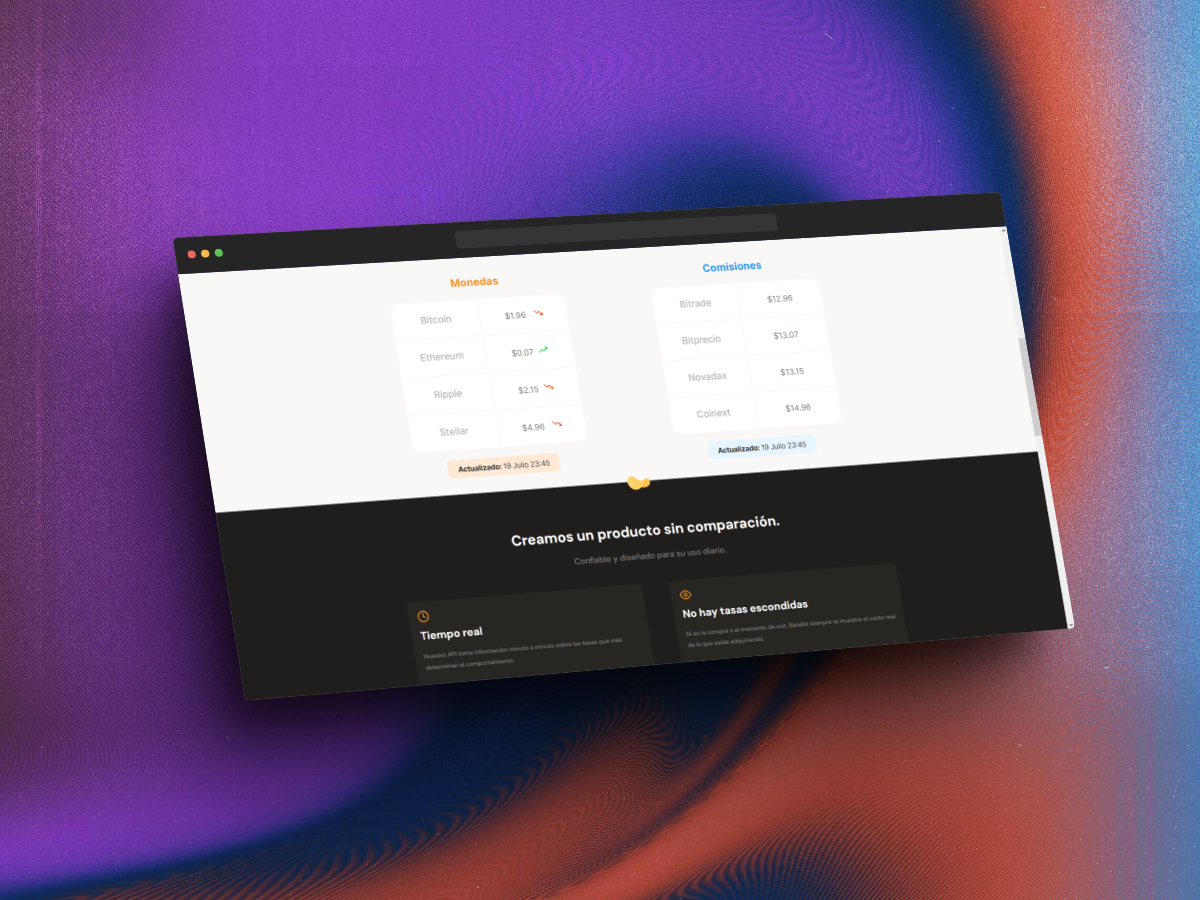 Monedas
Bitcoin $1.96
Ethereum $0.07
Ripple $2.15
Stellar $4.96
Actualizado: 19 Julio 23:45
Comisiones
Bitrade $12.96
Bitprecio $13.07
Novadax $13.15
Coinext $14.96
Actualizado: 19 Julio 23:45
Creamos un producto sin comparación.
Confiable y diseñado para su uso diario.
Tiempo real
Nuestro API toma información minuto a minuto sobre las tasas que más
determinan el comportamiento.
No hay tasas escondidas
Ni en la compra o al momento de exit, Batabit siempre te muestra el costo real
de lo que estás adquiriendo.